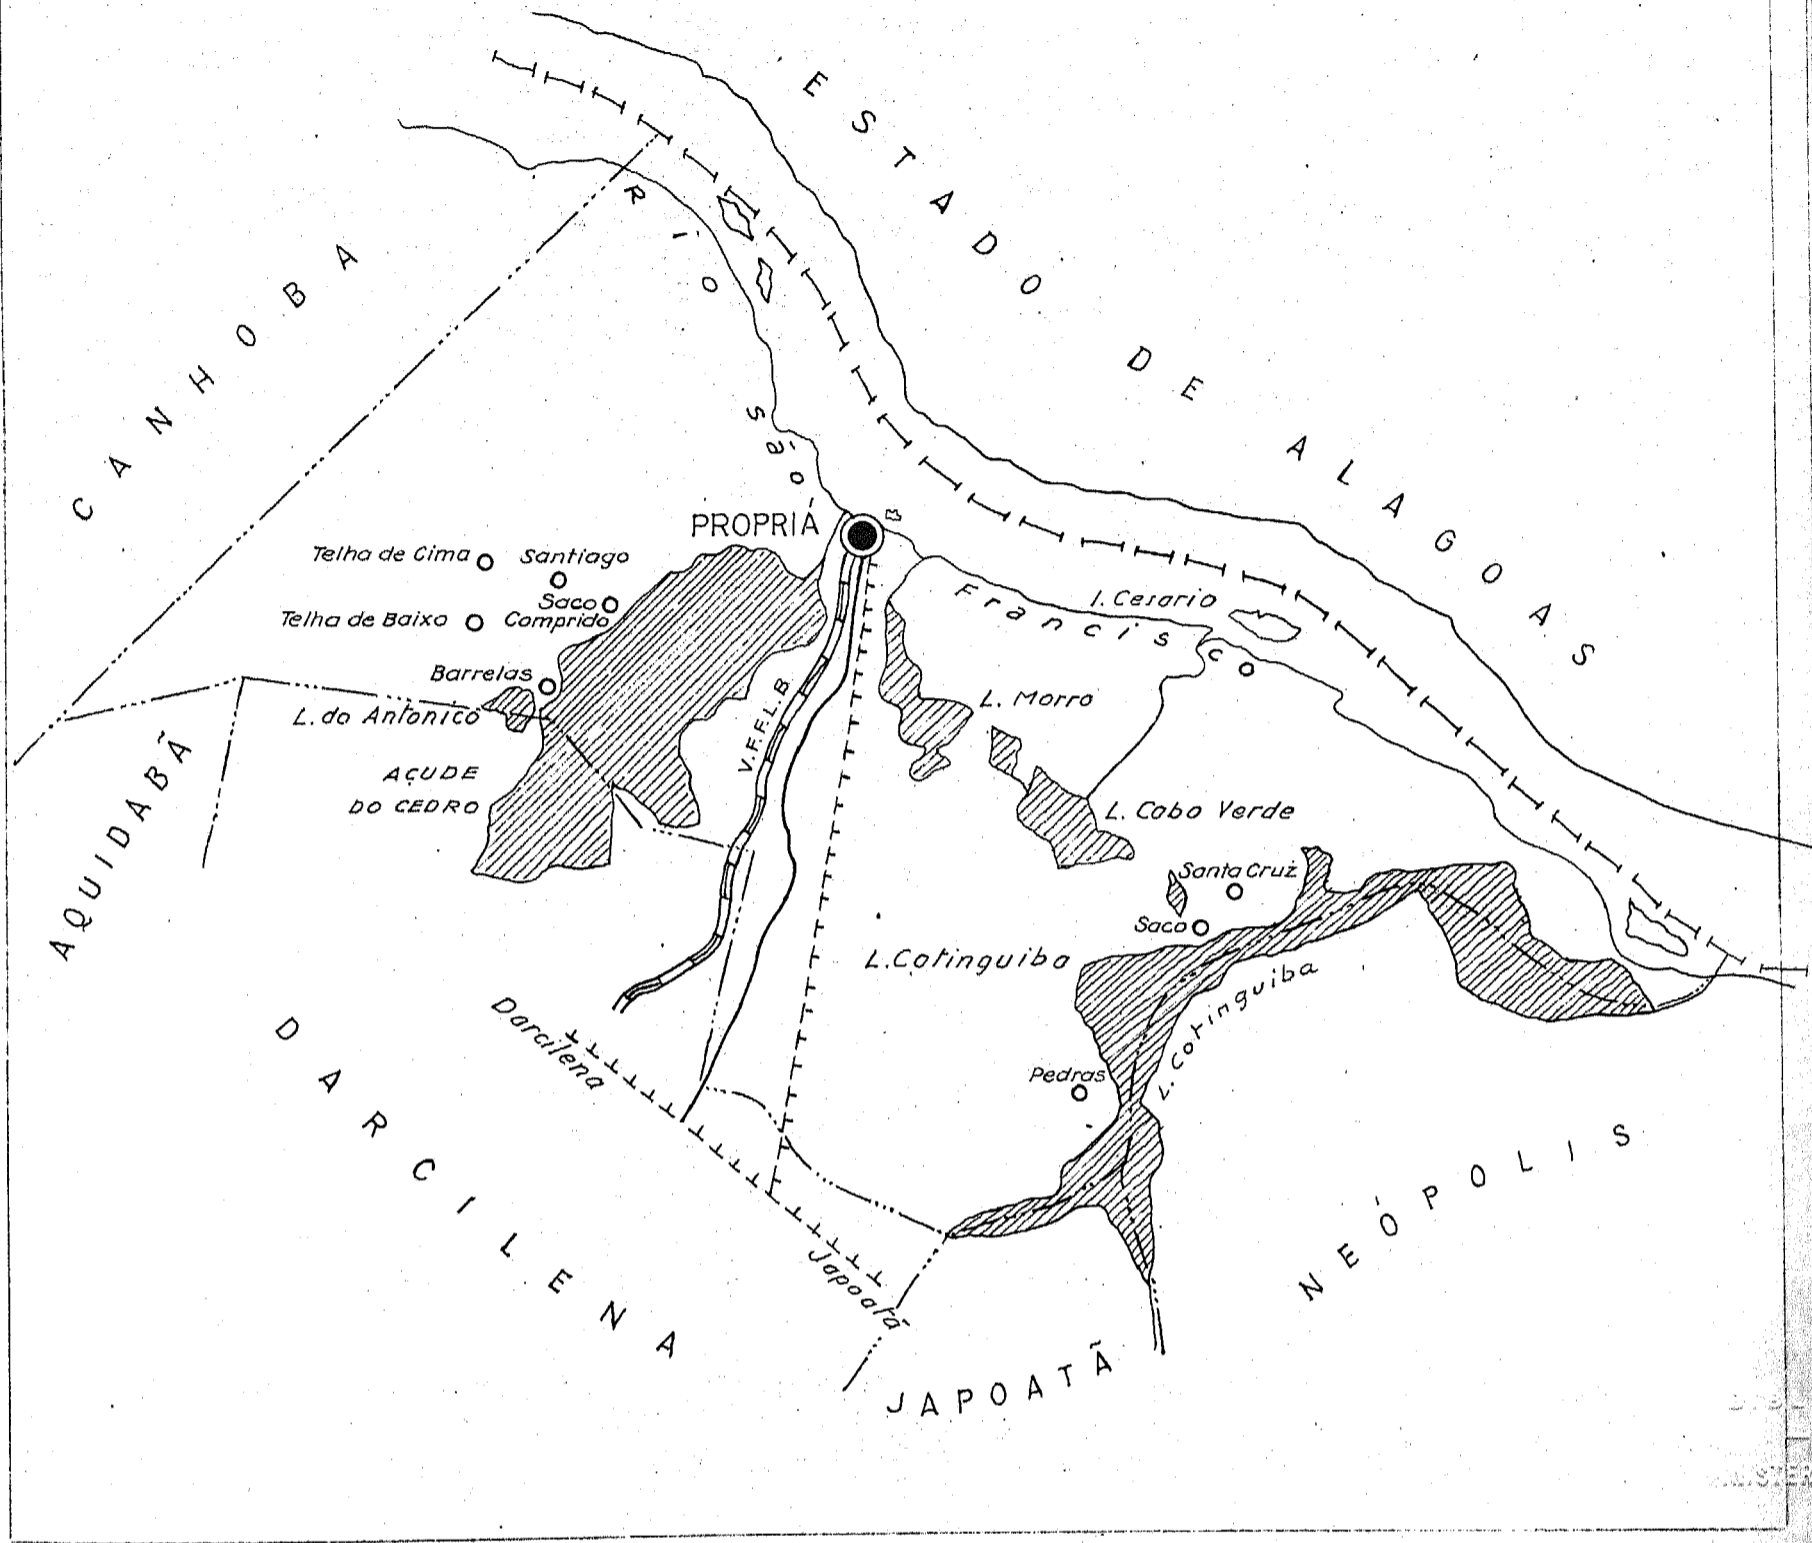 ESTADO DE ALAGOAS
RIO
São
Francisco
CANHOBA
PROPRIÁ
Telha de Cima
Santiago
Saco
Comprido
Telha de Baixo
I. Cesario
Barrelas
L. do Antonico
L. Morro
V.F.F.L.B.
AÇUDE
DO CEDRO
AQUIDABÃ
L. Cabo Verde
Santa Cruz
Saco
L. Cotinguiba
L. Cotinguiba
Darcilena
Pedras
DARCILENA
Japoatá
NEÓPOLIS
JAPOATÃ